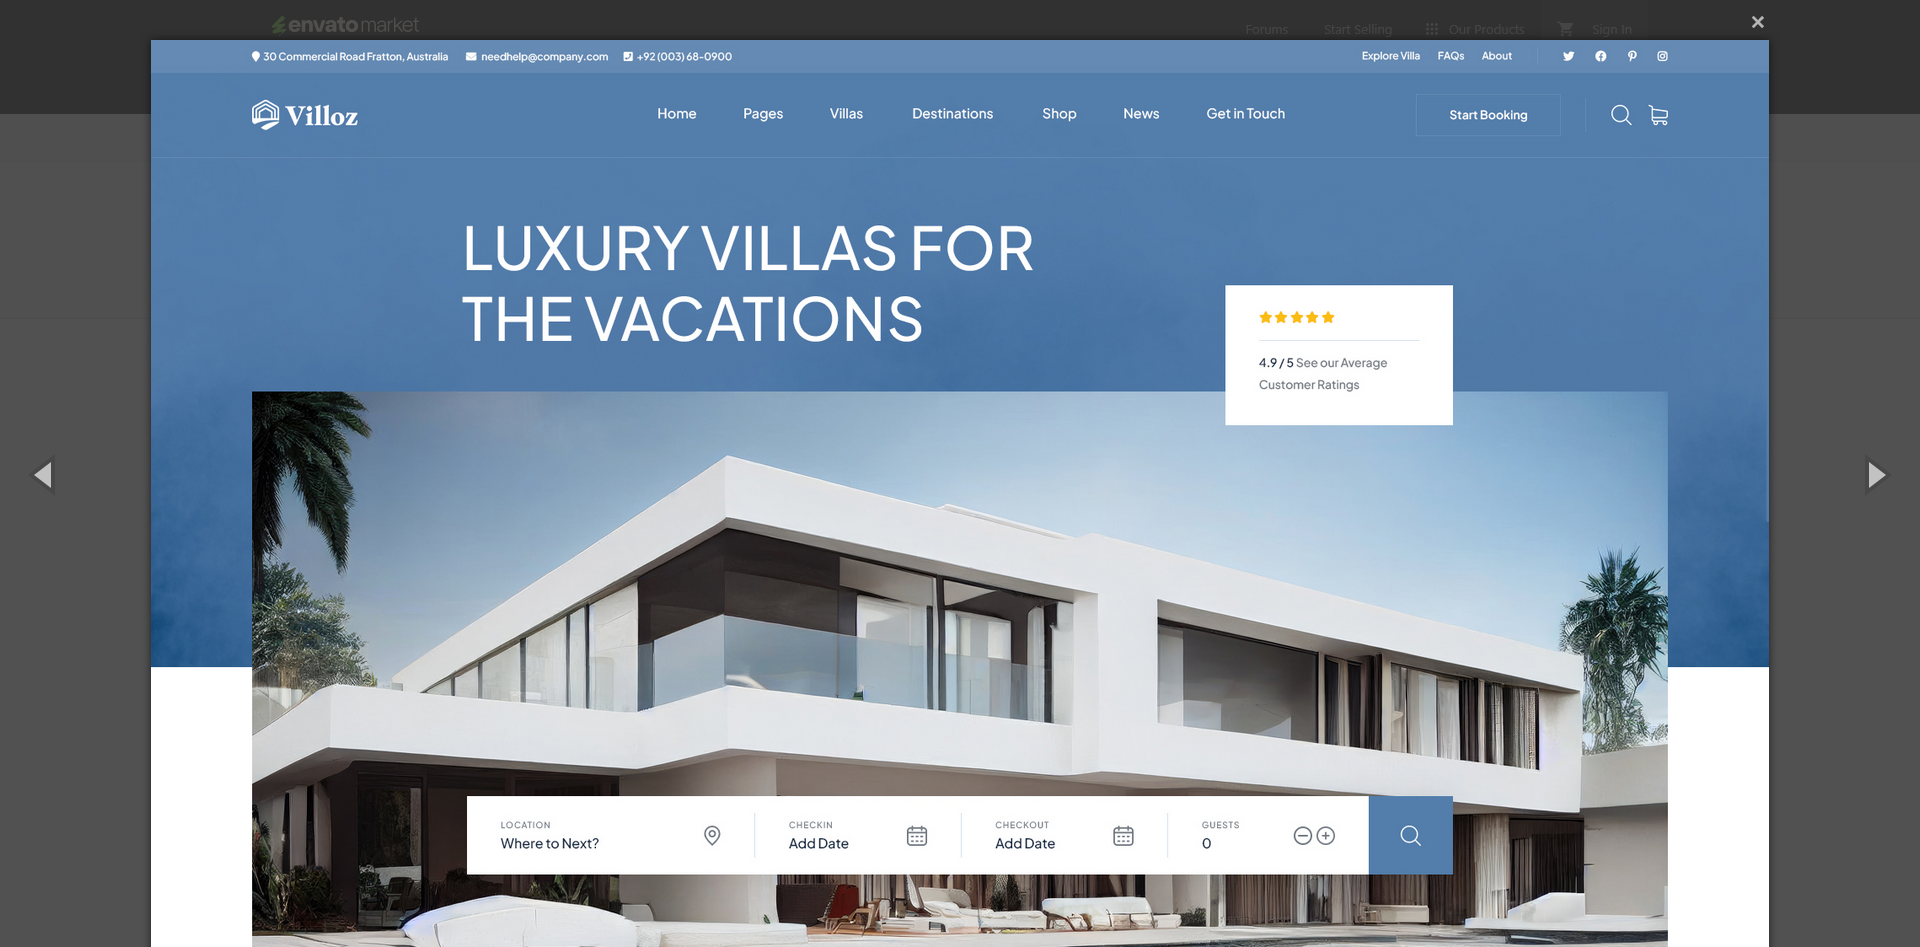 envato market
Forums
Start Selling
Our Products
Sign In
30 Commercial Road Fratton, Australia
needhelp@company.com
+92 (003) 68-0900
Explore Villa
FAQs
About
Villoz
Home
Pages
Villas
Destinations
Shop
News
Get in Touch
Start Booking
LUXURY VILLAS FOR
THE VACATIONS
4.9 / 5 See our Average
Customer Ratings
LOCATION
Where to Next?
CHECKIN
Add Date
CHECKOUT
Add Date
GUESTS
0